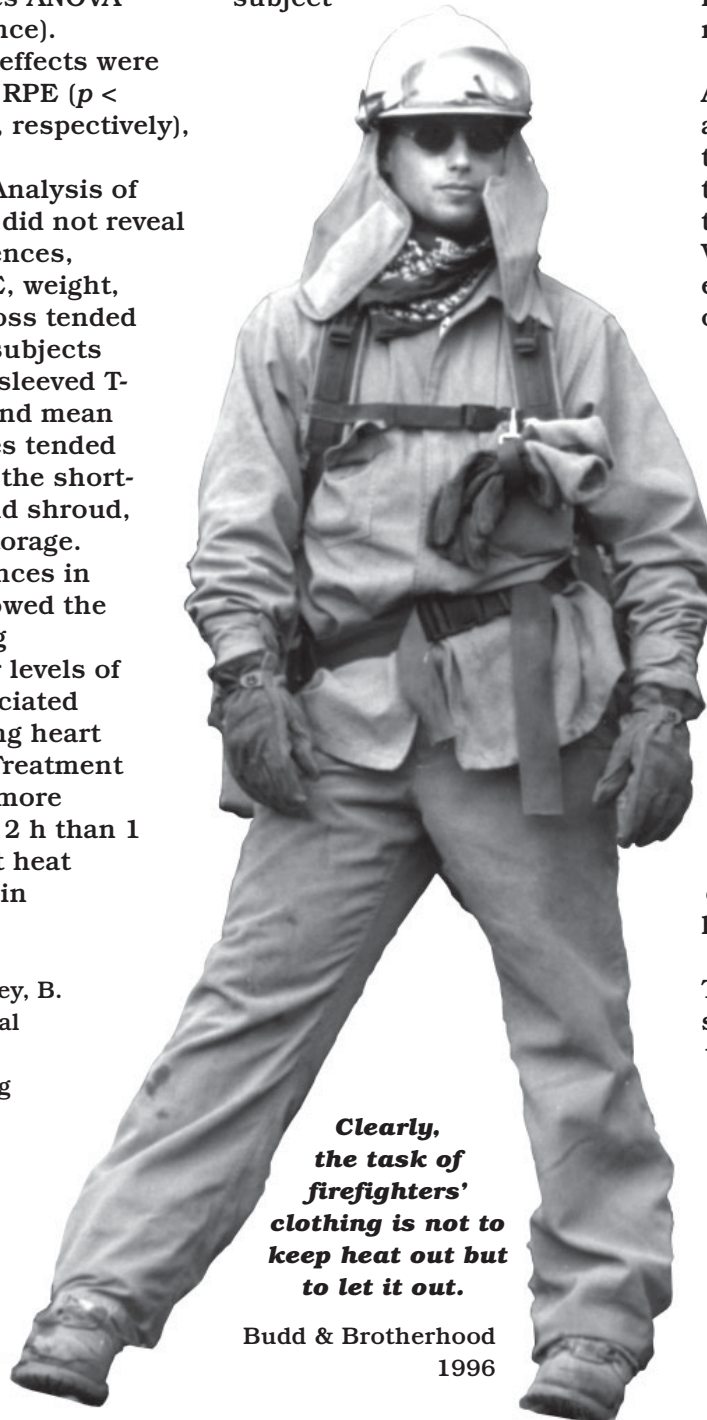 es ANOVA
nce).
effects were
RPE (p <
, respectively),
Analysis of
did not reveal
ences,
E, weight,
oss tended
subjects
sleeved T-
nd mean
es tended
the short-
d shroud,
orage.
nces in
owed the
g
r levels of
ciated
ng heart
Treatment
more
2 h than 1
t heat
in
ey, B.
al
g
subject
Clearly,
the task of
firefighters'
clothing is not to
keep heat out but
to let it out.
Budd & Brotherhood
1996